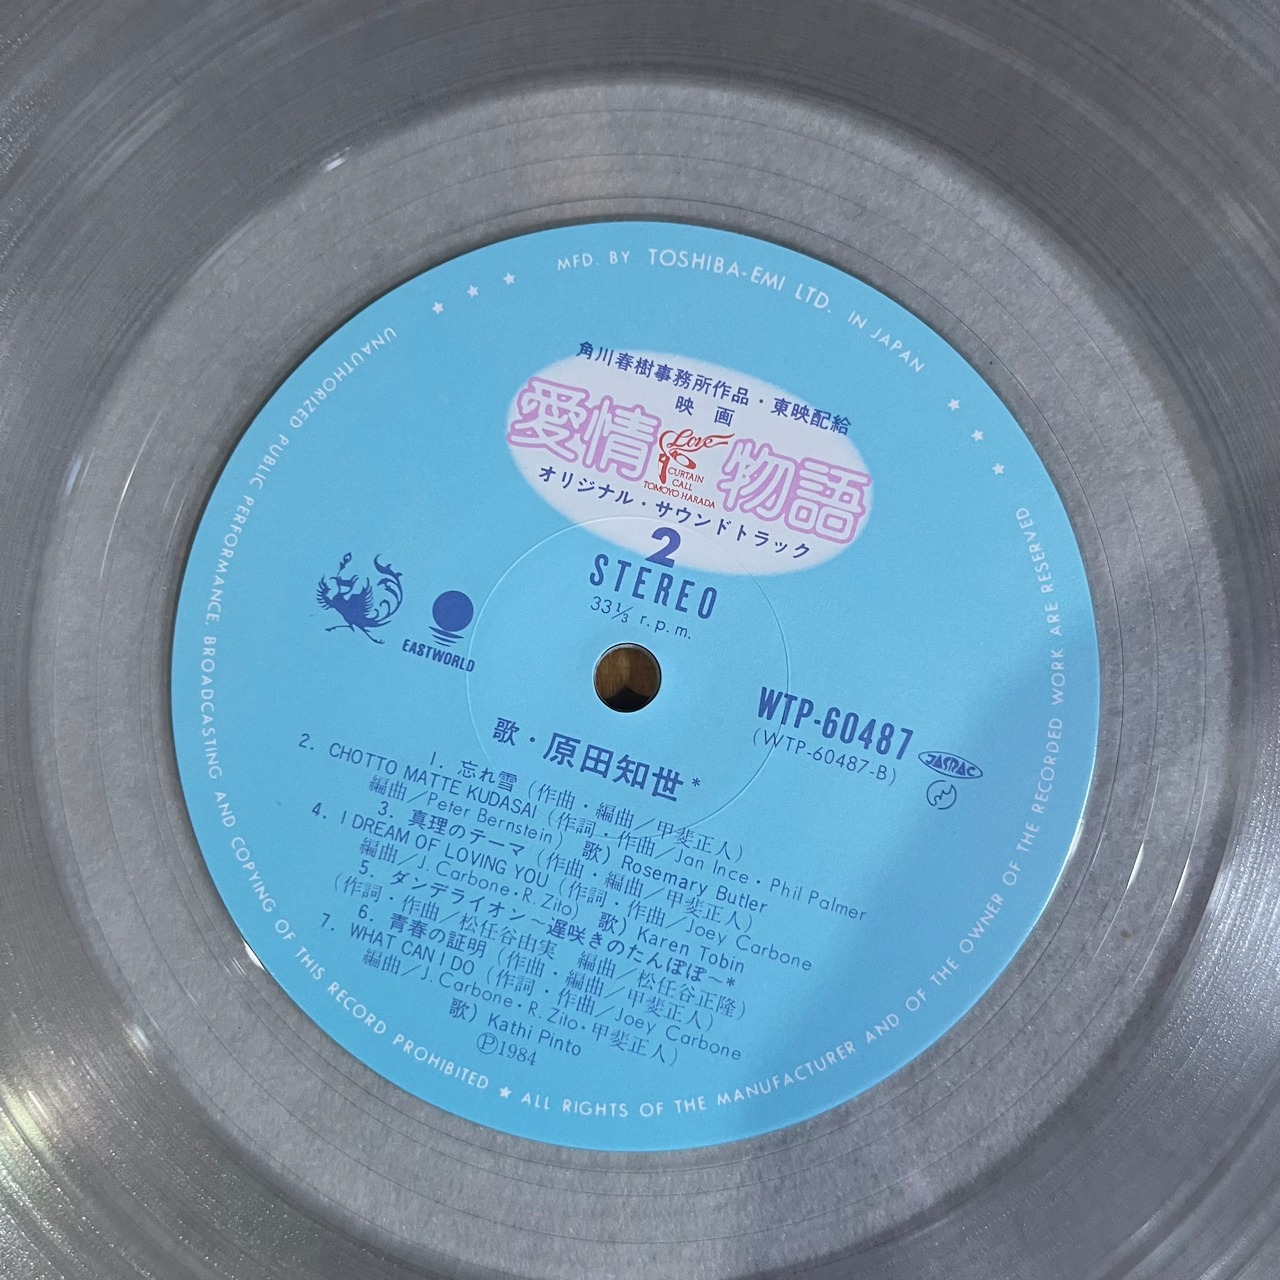 MFD. BY TOSHIBA-EMI LTD. IN JAPAN
角川春樹事務所作品・東映配給
映 画
愛情物語
Love
CURTAIN
CALL
TOMOYO HARADA
オリジナル・サウンドトラック
2
STEREO
33 1/3 r.p.m.
EASTWORLD
WTP-60487
(WTP-60487-B)
JASRAC
歌・原田知世*
1. 忘れ雪(作曲・編曲/甲斐正人)
2. CHOTTO MATTE KUDASAI(作詞・作曲/Jan Ince・Phil Palmer
編曲/Peter Bernstein) 歌) Rosemary Butler
3. 真理のテーマ(作曲・編曲/甲斐正人)
4. I DREAM OF LOVING YOU(作詞・作曲/Joey Carbone
編曲/J. Carbone・R. Zito) 歌) Karen Tobin
5. ダンデライオン〜遅咲きのたんぽぽ〜*
(作詞・作曲/松任谷由実 編曲/松任谷正隆)
6. 青春の証明(作曲・編曲/甲斐正人)
7. WHAT CAN I DO(作詞・作曲/Joey Carbone
編曲/J. Carbone・R. Zito・甲斐正人)
歌) Kathi Pinto
Ⓟ1984
UNAUTHORIZED PUBLIC PERFORMANCE, BROADCASTING AND COPYING OF THIS RECORD PROHIBITED ★ ALL RIGHTS OF THE MANUFACTURER AND OF THE OWNER OF THE RECORDED WORK ARE RESERVED